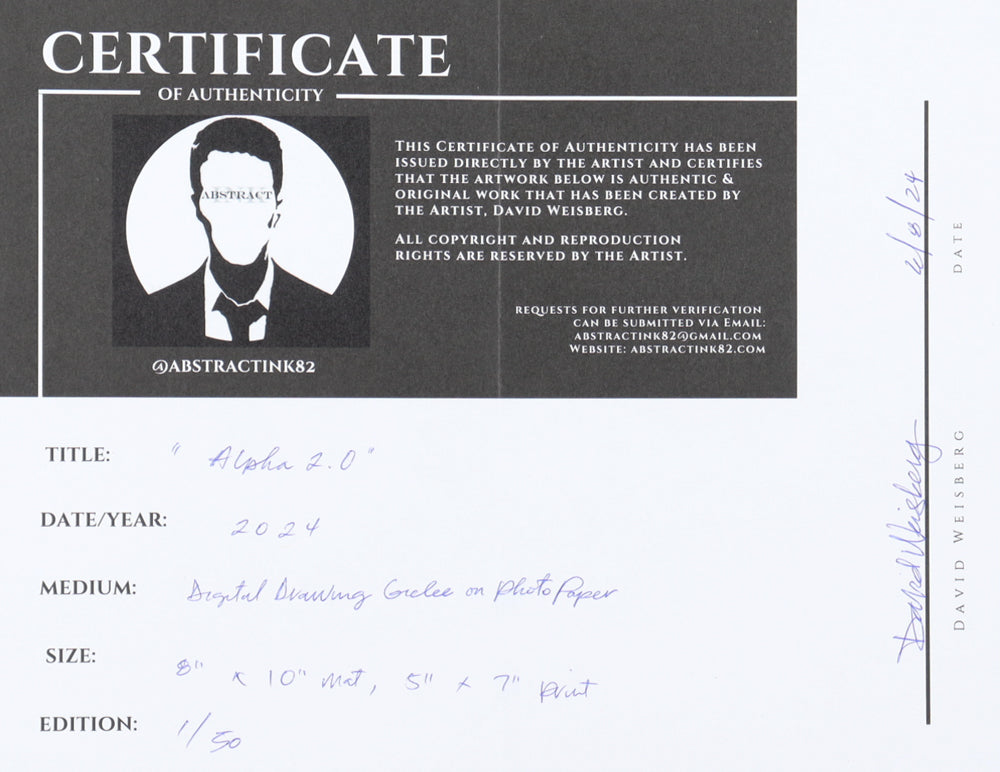 CERTIFICATE
OF AUTHENTICITY
ABSTRACT
INK
@ABSTRACTINK82
THIS CERTIFICATE OF AUTHENTICITY HAS BEEN
ISSUED DIRECTLY BY THE ARTIST AND CERTIFIES
THAT THE ARTWORK BELOW IS AUTHENTIC &
ORIGINAL WORK THAT HAS BEEN CREATED BY
THE ARTIST, DAVID WEISBERG.
ALL COPYRIGHT AND REPRODUCTION
RIGHTS ARE RESERVED BY THE ARTIST.
REQUESTS FOR FURTHER VERIFICATION
CAN BE SUBMITTED VIA EMAIL:
ABSTRACTINK82@GMAIL.COM
WEBSITE: ABSTRACTINK82.COM
TITLE: "Alpha 2.0"
DATE/YEAR: 2024
MEDIUM: Digital Drawing Giclee on Photo Paper
SIZE: 8" x 10" mat, 5" x 7" print
EDITION: 1/50
David Weisberg
DAVID WEISBERG
6/8/24
DATE